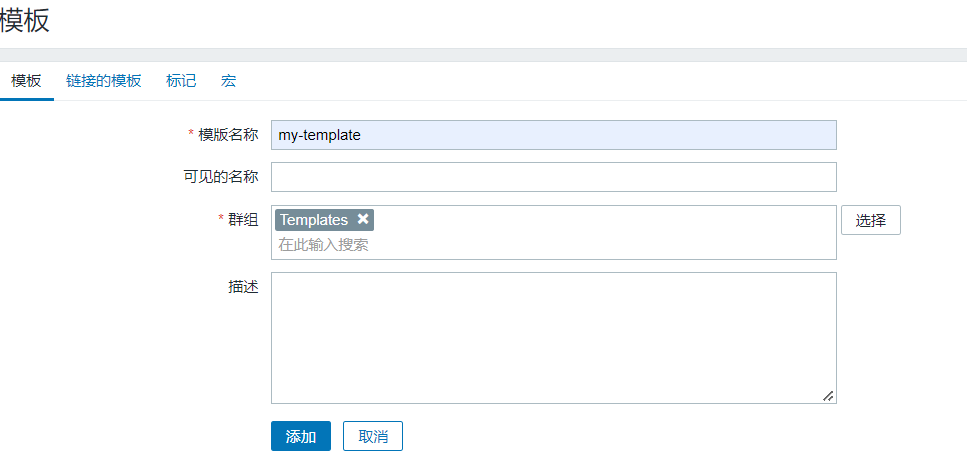 模板
模板 链接的模板 标记 宏
* 模版名称 my-template
可见的名称
* 群组 Templates 选择
在此输入搜索
描述
添加 取消